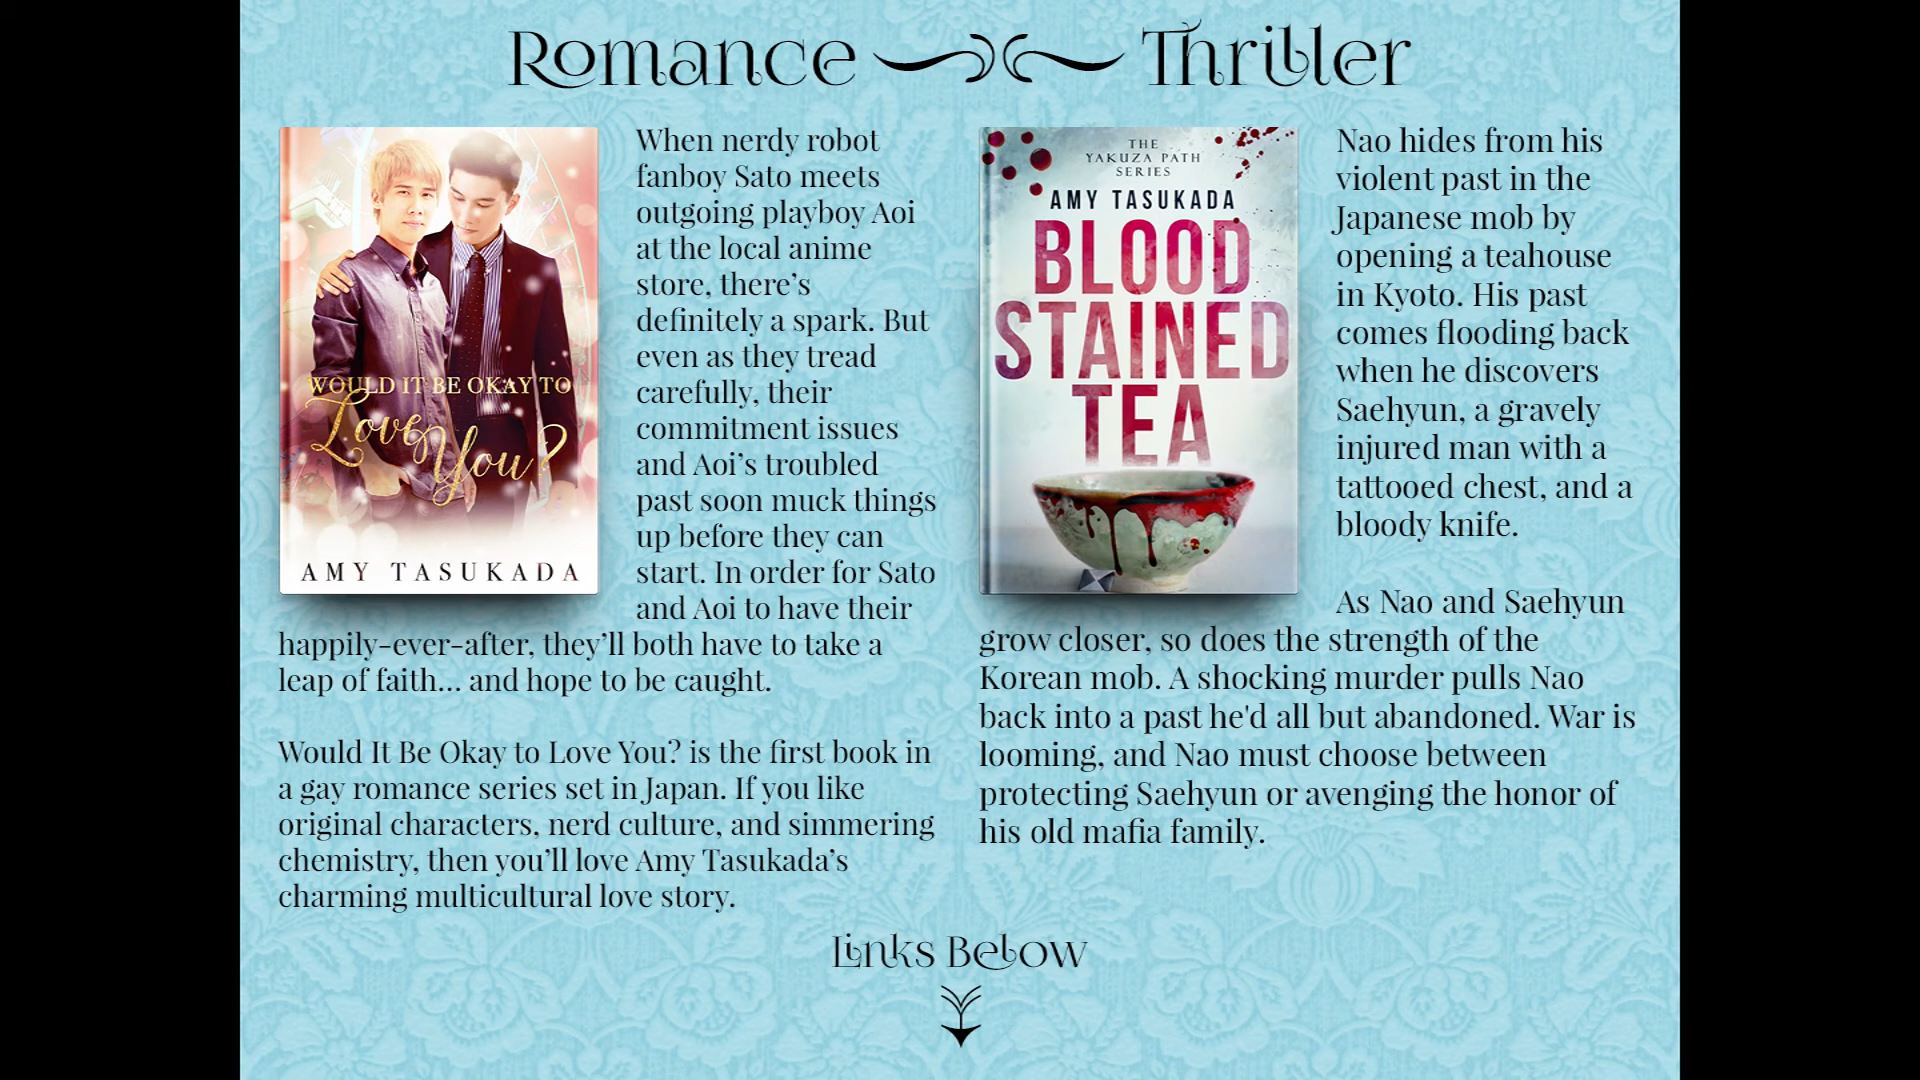 Romance
Thriller
WOULD IT BE OKAY TO
Love You?
AMY TASUKADA
When nerdy robot
fanboy Sato meets
outgoing playboy Aoi
at the local anime
store, there’s
definitely a spark. But
even as they tread
carefully, their
commitment issues
and Aoi’s troubled
past soon muck things
up before they can
start. In order for Sato
and Aoi to have their
happily-ever-after, they’ll both have to take a
leap of faith… and hope to be caught.
Would It Be Okay to Love You? is the first book in
a gay romance series set in Japan. If you like
original characters, nerd culture, and simmering
chemistry, then you’ll love Amy Tasukada’s
charming multicultural love story.
THE
YAKUZA PATH
SERIES
AMY TASUKADA
BLOOD
STAINED
TEA
Nao hides from his
violent past in the
Japanese mob by
opening a teahouse
in Kyoto. His past
comes flooding back
when he discovers
Saehyun, a gravely
injured man with a
tattooed chest, and a
bloody knife.
As Nao and Saehyun
grow closer, so does the strength of the
Korean mob. A shocking murder pulls Nao
back into a past he'd all but abandoned. War is
looming, and Nao must choose between
protecting Saehyun or avenging the honor of
his old mafia family.
Links Below